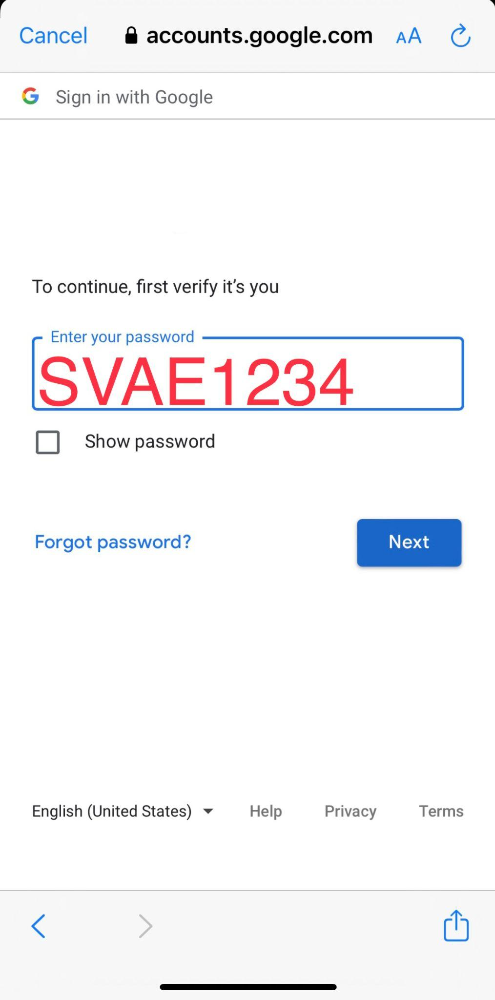 Cancel accounts.google.com AA
Sign in with Google
To continue, first verify it’s you
Enter your password
SVAE1234
Show password
Forgot password? Next
English (United States) Help Privacy Terms